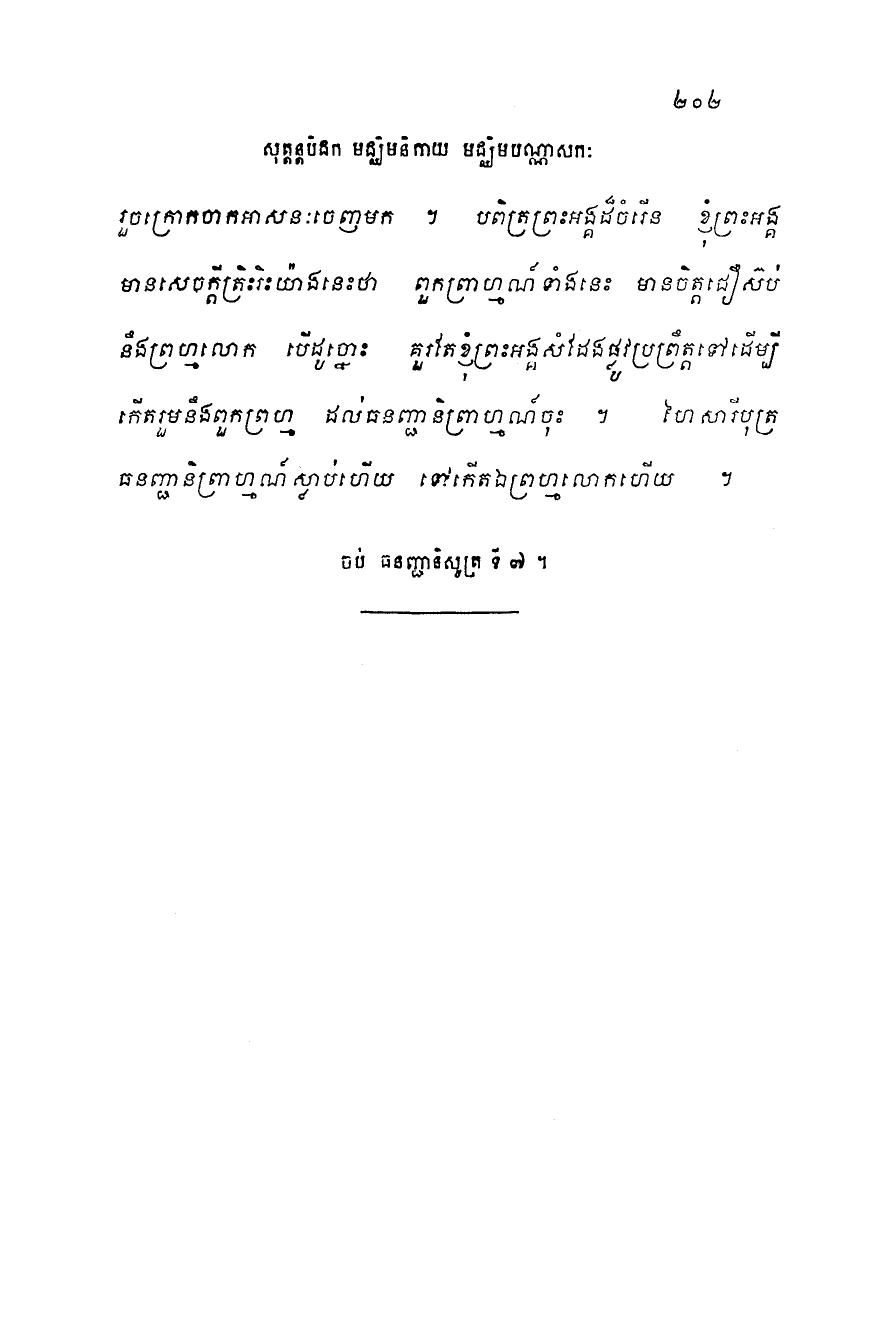 ២០២
សុត្តន្តបិដក មជ្ឈិមនិកាយ មជ្ឈិមបណ្ណាសកៈ
រួចក្រោកចាកអាសនៈចេញមក ។ បពិត្រព្រះអង្គដ៏ចំរើន ខ្ញុំព្រះអង្គ
មានសេចក្តីត្រិះរិះយ៉ាងនេះថា ពួកព្រាហ្មណ៍ទាំងនេះ មានចិត្តជឿស៊ប់
នឹងព្រហ្មលោក បើដូច្នោះ គួរតែខ្ញុំព្រះអង្គសំដែងផ្លូវប្រព្រឹត្តទៅដើម្បី
កើតរួមនឹងពួកព្រហ្ម ដល់ធនញ្ជានិព្រាហ្មណ៍ចុះ ។ ហៃសារីបុត្រ
ធនញ្ជានិព្រាហ្មណ៍ស្លាប់ហើយ ទៅកើតឯព្រហ្មលោកហើយ ។
ចប់ ធនញ្ជានិសូត្រ ទី ៧ ។